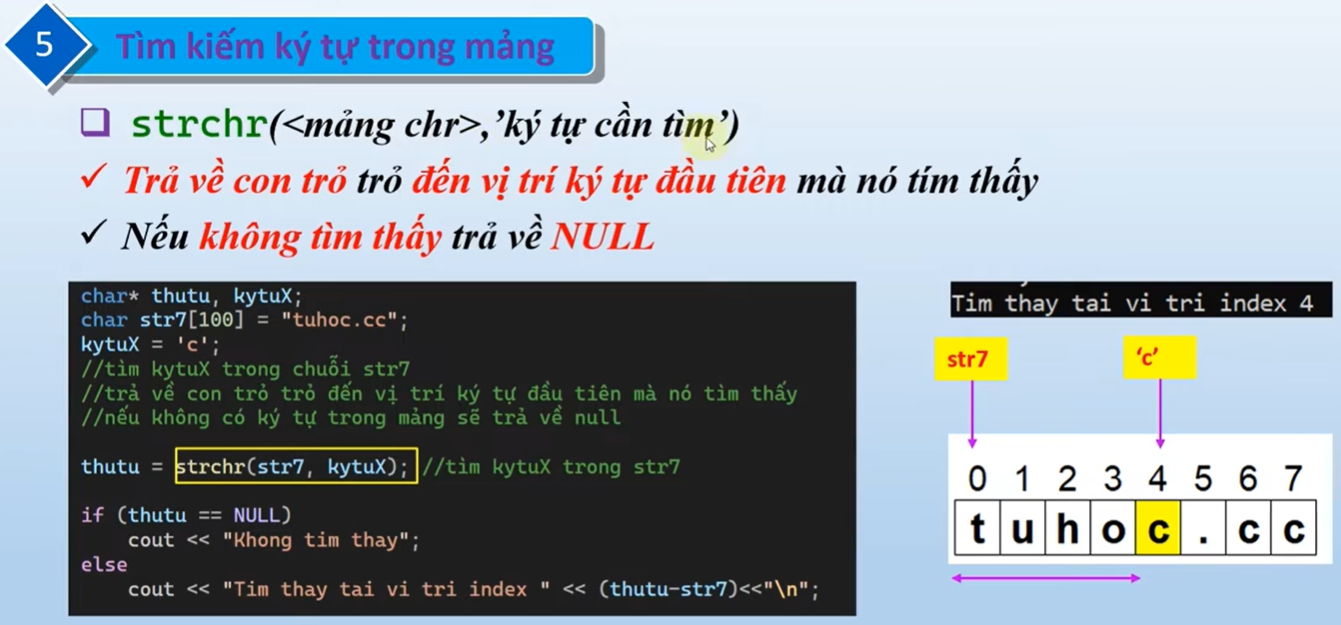 5
Tìm kiếm ký tự trong mảng
strchr(<mảng chr>,’ký tự cần tìm’)
Trả về con trỏ trỏ đến vị trí ký tự đầu tiên mà nó tím thấy
Nếu không tìm thấy trả về NULL
char* thutu, kytuX;
char str7[100] = "tuhoc.cc";
kytuX = 'c';
//tìm kytuX trong chuỗi str7
//trả về con trỏ trỏ đến vị trí ký tự đầu tiên mà nó tìm thấy
//nếu không có ký tự trong mảng sẽ trả về null
thutu = strchr(str7, kytuX); //tìm kytuX trong str7
if (thutu == NULL)
cout << "Khong tim thay";
else
cout << "Tim thay tai vi tri index " << (thutu-str7)<<"\n";
Tim thay tai vi tri index 4
str7
‘c’
0 1 2 3 4 5 6 7
t u h o c . c c